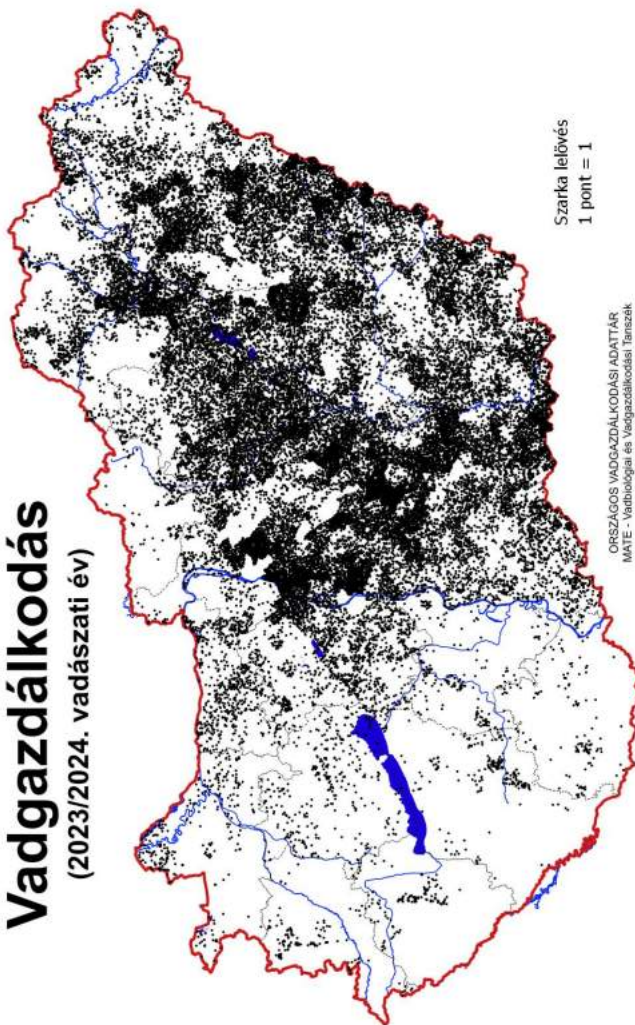 Vadgazdálkodás
(2023/2024. vadászati év)
Szarka lelövés
1 pont = 1
ORSZÁGOS VADGAZDÁLKODÁSI ADATTÁR
MATE - Vadbiológiai és Vadgazdálkodási Tanszék